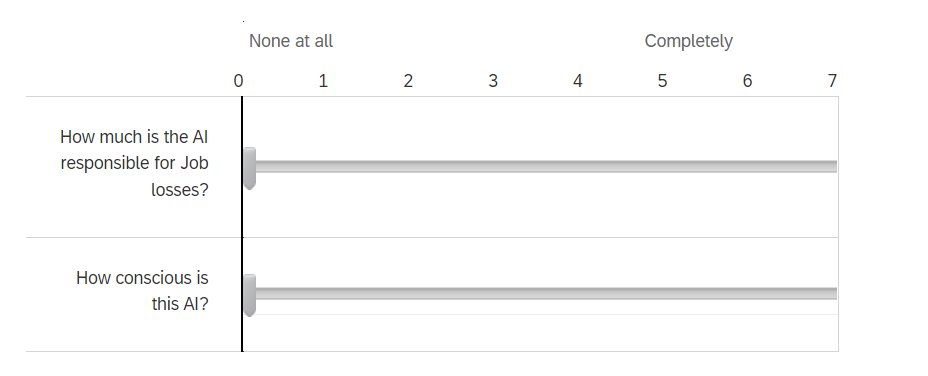 None at all Completely
0 1 2 3 4 5 6 7
How much is the AI
responsible for Job
losses?
How conscious is
this AI?